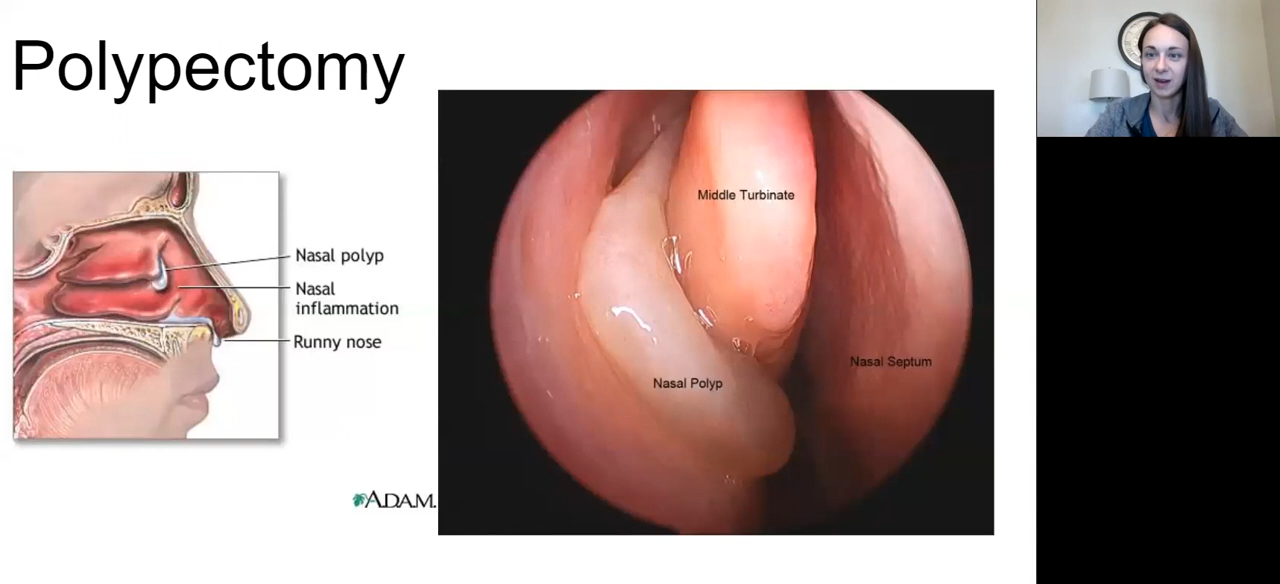 Polypectomy
Nasal polyp
Nasal
inflammation
Runny nose
A.D.A.M.
Middle Turbinate
Nasal Polyp
Nasal Septum